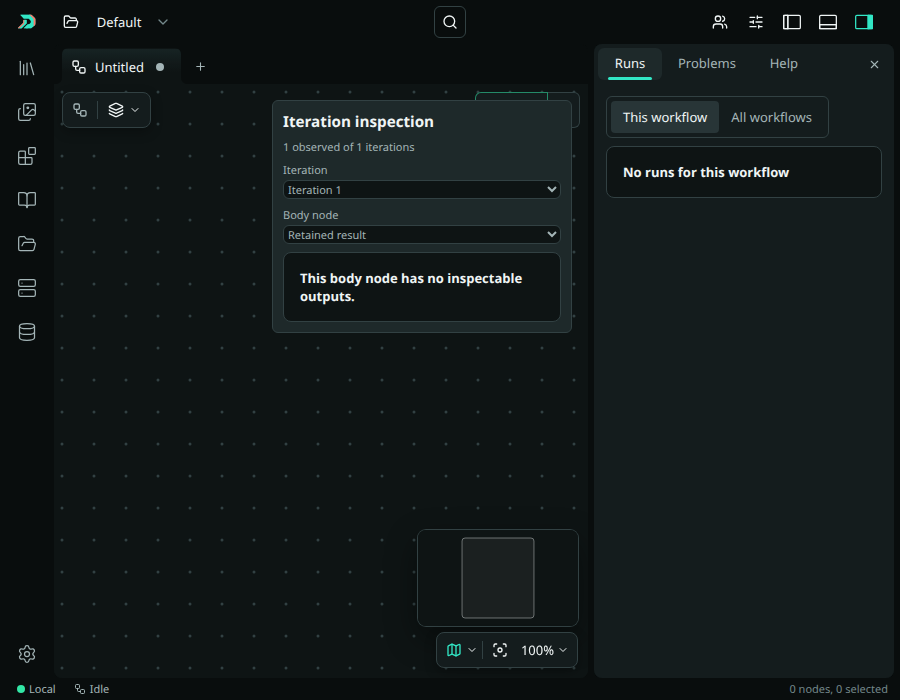 Default
Untitled
Runs
Problems
Help
This workflow
All workflows
No runs for this workflow
Iteration inspection
1 observed of 1 iterations
Iteration
Iteration 1
Body node
Retained result
This body node has no inspectable
outputs.
100%
Local
Idle
0 nodes, 0 selected